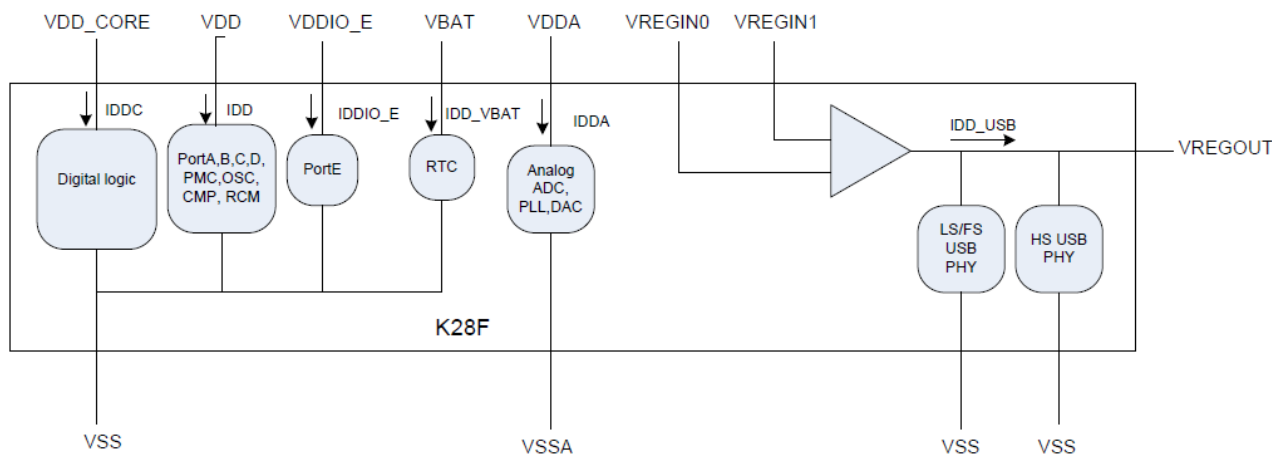 VDD_CORE
VDD
VDDIO_E
VBAT
VDDA
VREGIN0
VREGIN1
IDDC
IDD
IDDIO_E
IDD_VBAT
IDDA
IDD_USB
VREGOUT
Digital logic
PortA,B,C,D,
PMC,OSC,
CMP, RCM
PortE
RTC
Analog
ADC,
PLL,DAC
LS/FS
USB
PHY
HS USB
PHY
K28F
VSS
VSSA
VSS
VSS